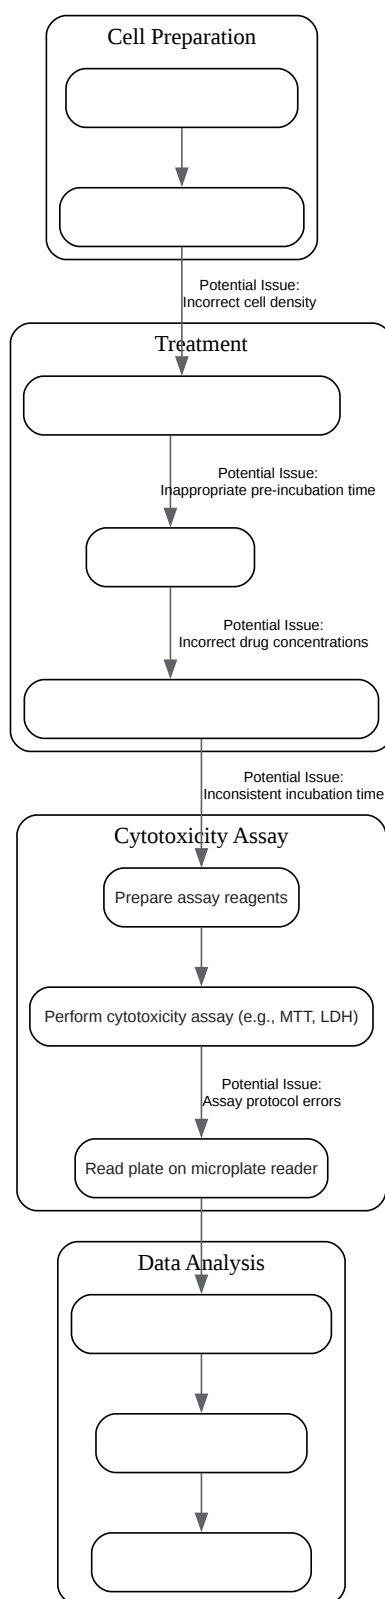 Cell Preparation
Potential Issue:
Incorrect cell density
Treatment
Potential Issue:
Inappropriate pre-incubation time
Potential Issue:
Incorrect drug concentrations
Potential Issue:
Inconsistent incubation time
Cytotoxicity Assay
Prepare assay reagents
Perform cytotoxicity assay (e.g., MTT, LDH)
Potential Issue:
Assay protocol errors
Read plate on microplate reader
Data Analysis